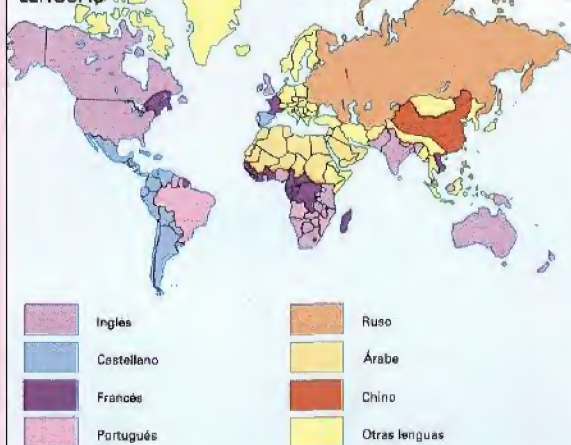 Inglés
Castellano
Francés
Portugués
Ruso
Árabe
Chino
Otras lenguas